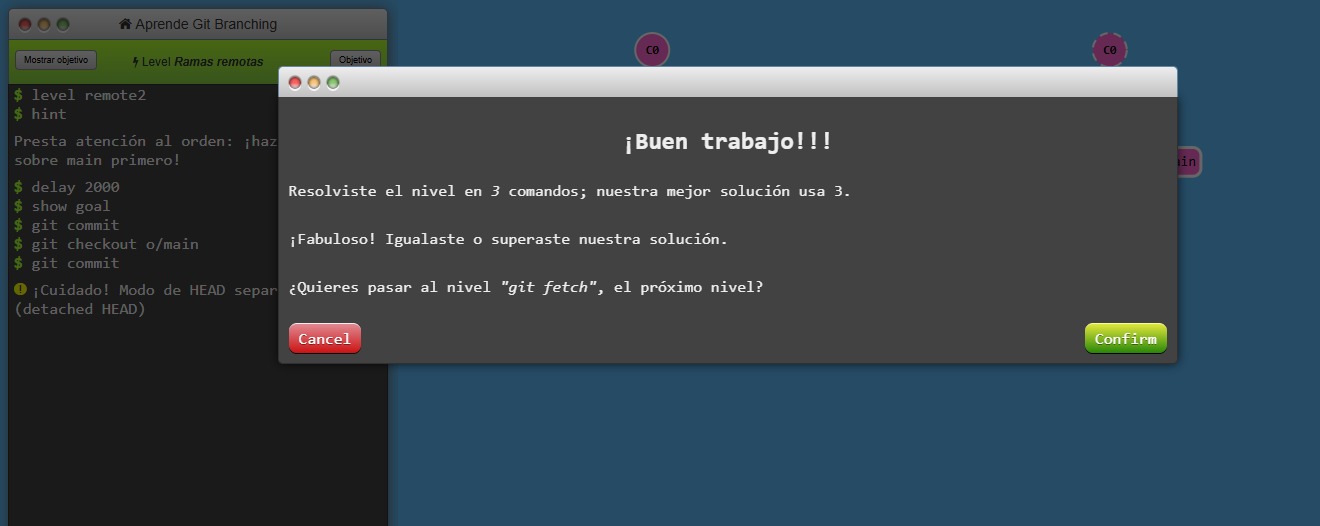 Aprende Git Branching
Mostrar objetivo
Level Ramas remotas
Objetivo
$ level remote2
$ hint
Presta atención al orden: ¡haz
sobre main primero!
$ delay 2000
$ show goal
$ git commit
$ git checkout o/main
$ git commit
¡Cuidado! Modo de HEAD separ
(detached HEAD)
C0
C0
ain
¡Buen trabajo!!!
Resolviste el nivel en 3 comandos; nuestra mejor solución usa 3.
¡Fabuloso! Igualaste o superaste nuestra solución.
¿Quieres pasar al nivel "git fetch", el próximo nivel?
Cancel
Confirm